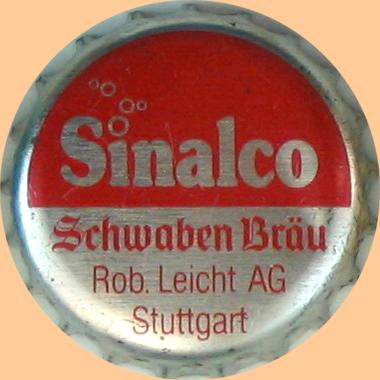 Sinalco
Schwaben Bräu
Rob. Leicht AG
Stuttgart